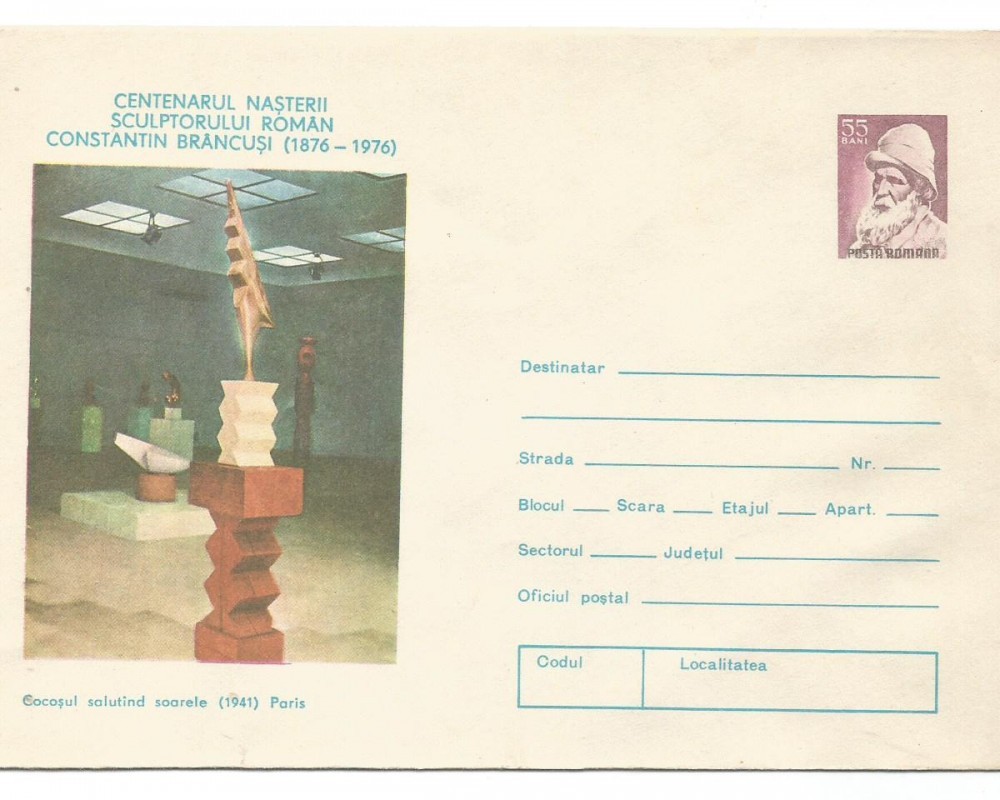 CENTENARUL NAȘTERII
SCULPTORULUI ROMÂN
CONSTANTIN BRÂNCUȘI (1876 – 1976)
55
BANI
POSTA ROMANA
Destinatar
Strada Nr.
Blocul Scara Etajul Apart.
Sectorul Județul
Oficiul poștal
Codul Localitatea
Cocoșul salutînd soarele (1941) Paris